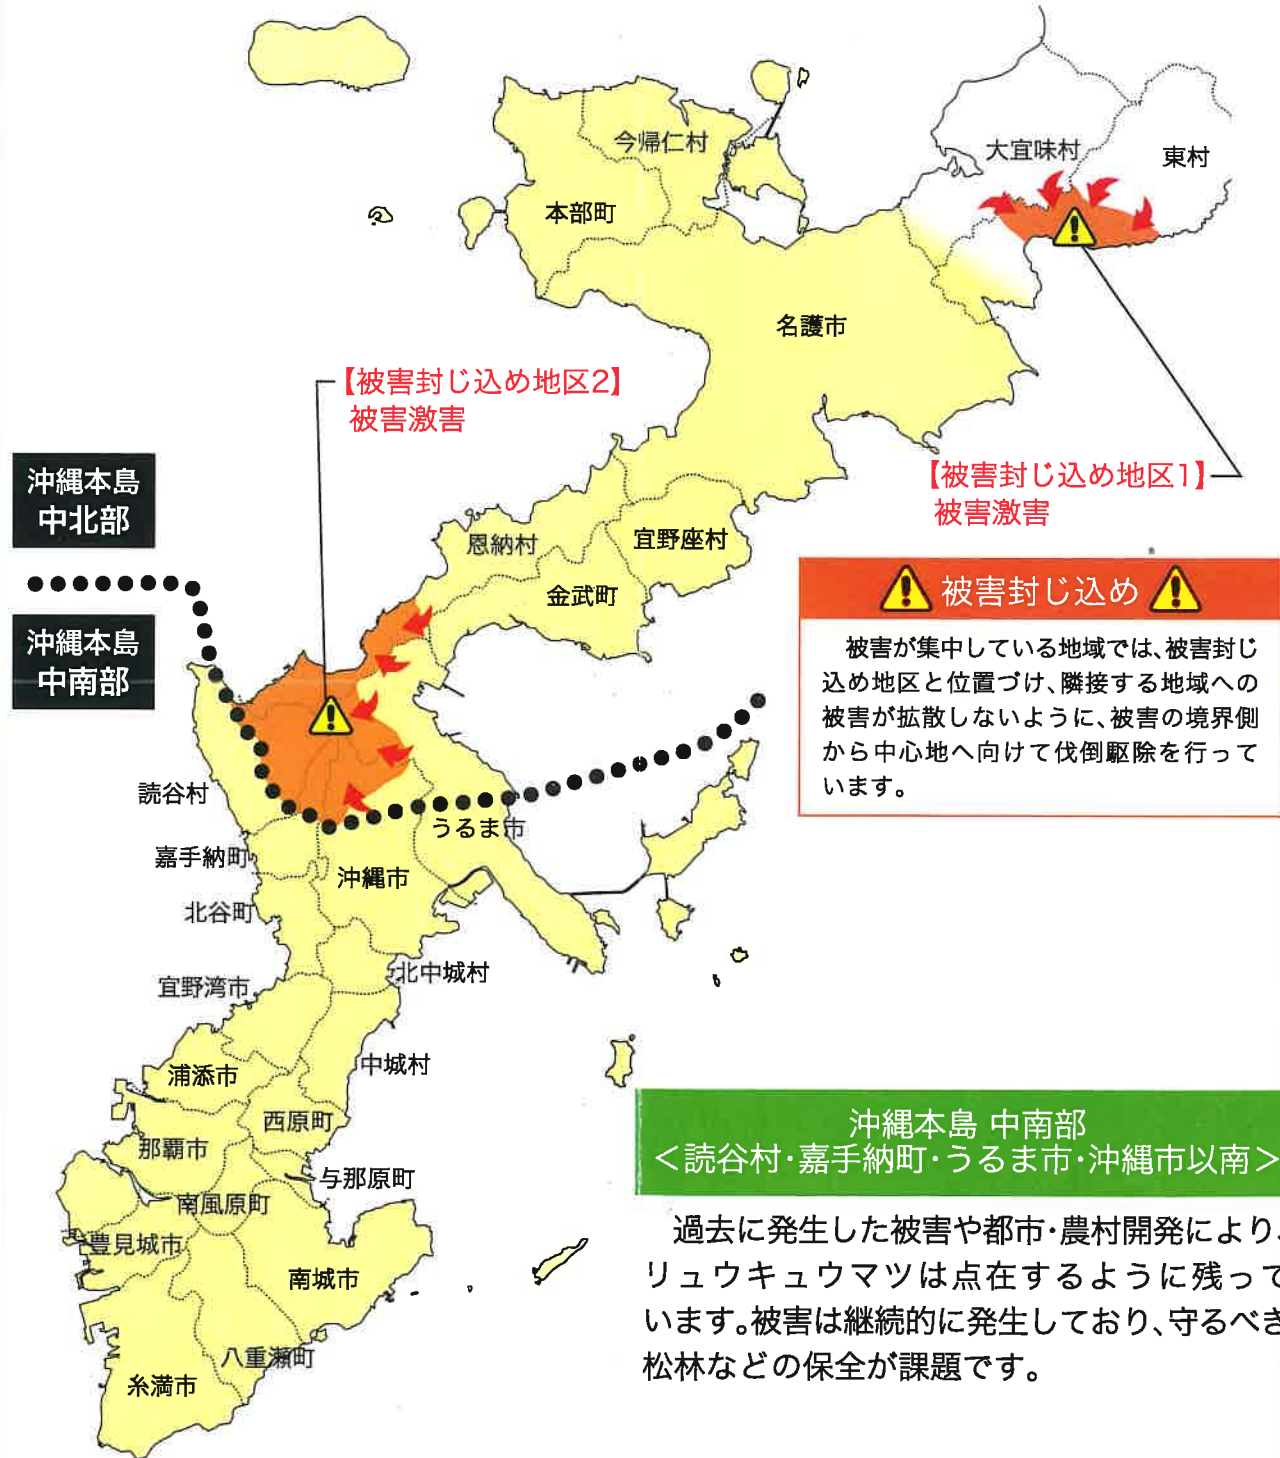 今帰仁村
大宜味村
東村
本部町
名護市
【被害封じ込め地区2】
被害激害
沖縄本島
中北部
【被害封じ込め地区1】
被害激害
恩納村
宜野座村
金武町
被害封じ込め
沖縄本島
中南部
被害が集中している地域では、被害封じ
込め地区と位置づけ、隣接する地域への
被害が拡散しないように、被害の境界側
から中心地へ向けて伐倒駆除を行って
います。
読谷村
うるま市
嘉手納町
沖縄市
北谷町
北中城村
宜野湾市
中城村
浦添市
西原町
那覇市
与那原町
南風原町
豊見城市
南城市
八重瀬町
糸満市
沖縄本島 中南部
＜読谷村・嘉手納町・うるま市・沖縄市以南＞
過去に発生した被害や都市・農村開発により、
リュウキュウマツは点在するように残って
います。被害は継続的に発生しており、守るべき
松林などの保全が課題です。